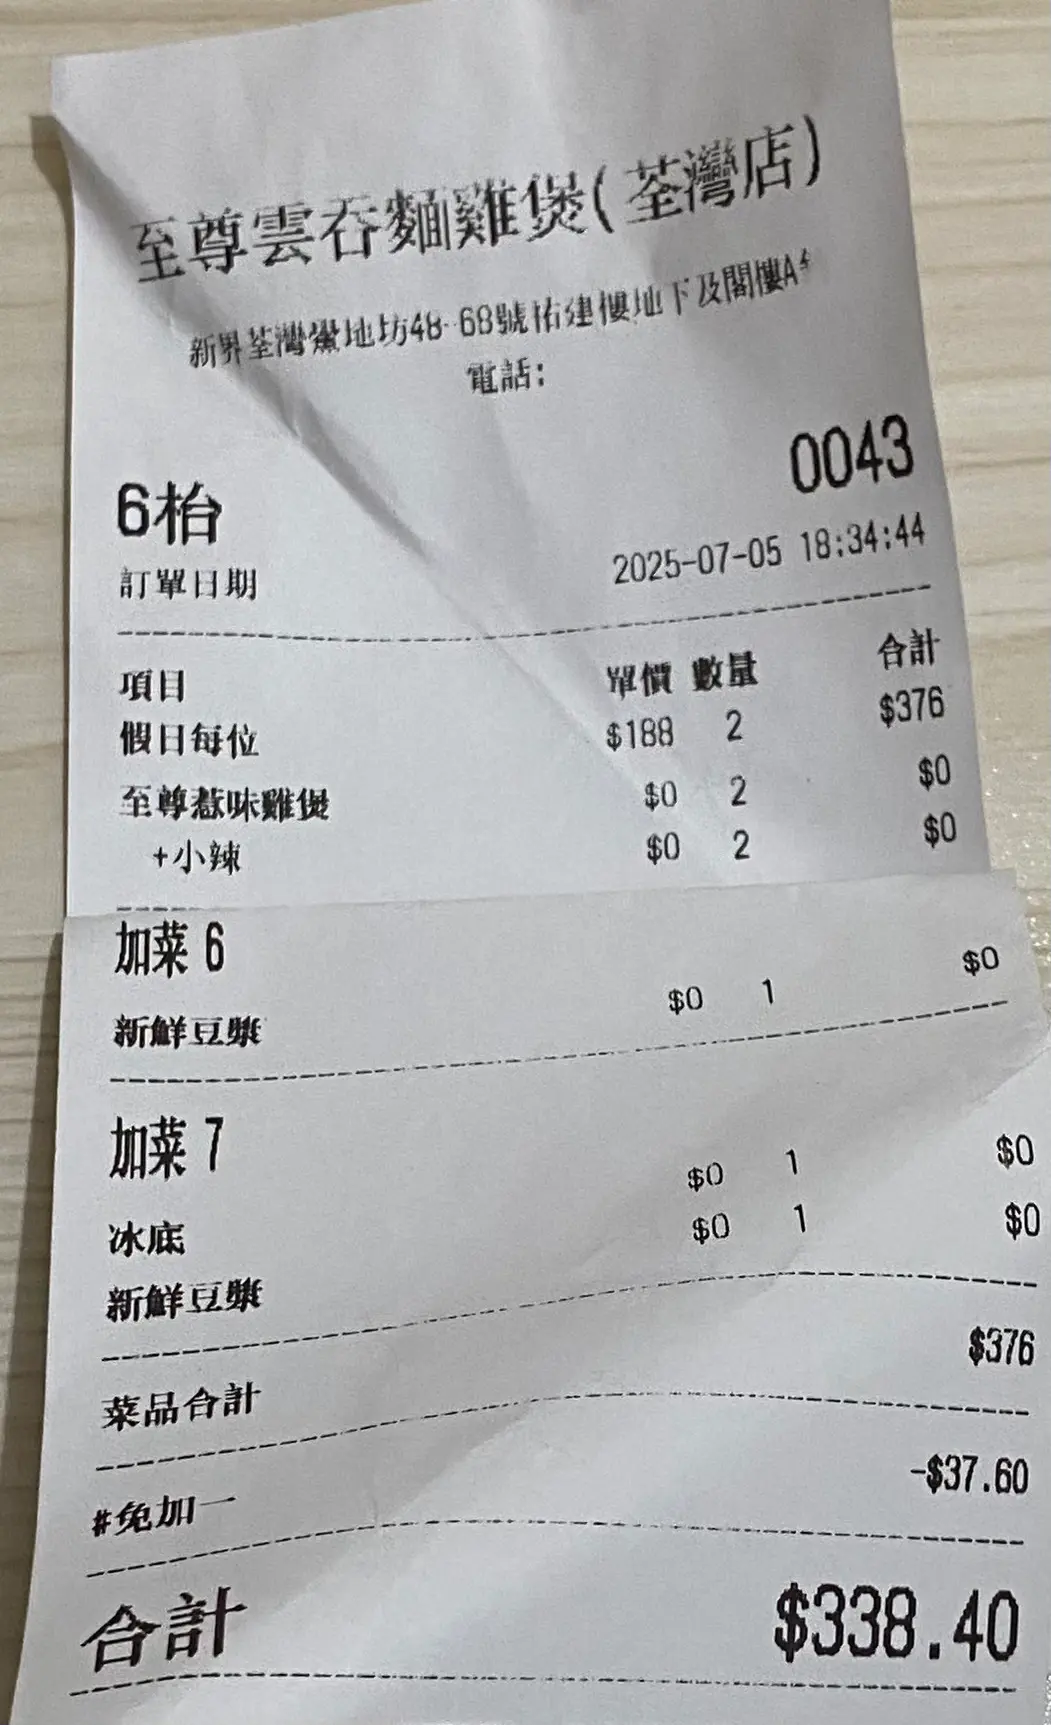 至尊雲吞麵雞煲(荃灣店)
新界荃灣鱟地坊48-68號祐建樓地下及閣樓A
電話:
0043
6枱
訂單日期 2025-07-05 18:34:44
項目 單價 數量 合計
假日每位 $188 2 $376
至尊惹味雞煲 $0 2 $0
+小辣 $0 2 $0
加菜 6
新鮮豆漿 $0 1 $0
加菜 7
冰底 $0 1 $0
新鮮豆漿 $0 1 $0
菜品合計 $376
#免加一 -$37.60
合計 $338.40